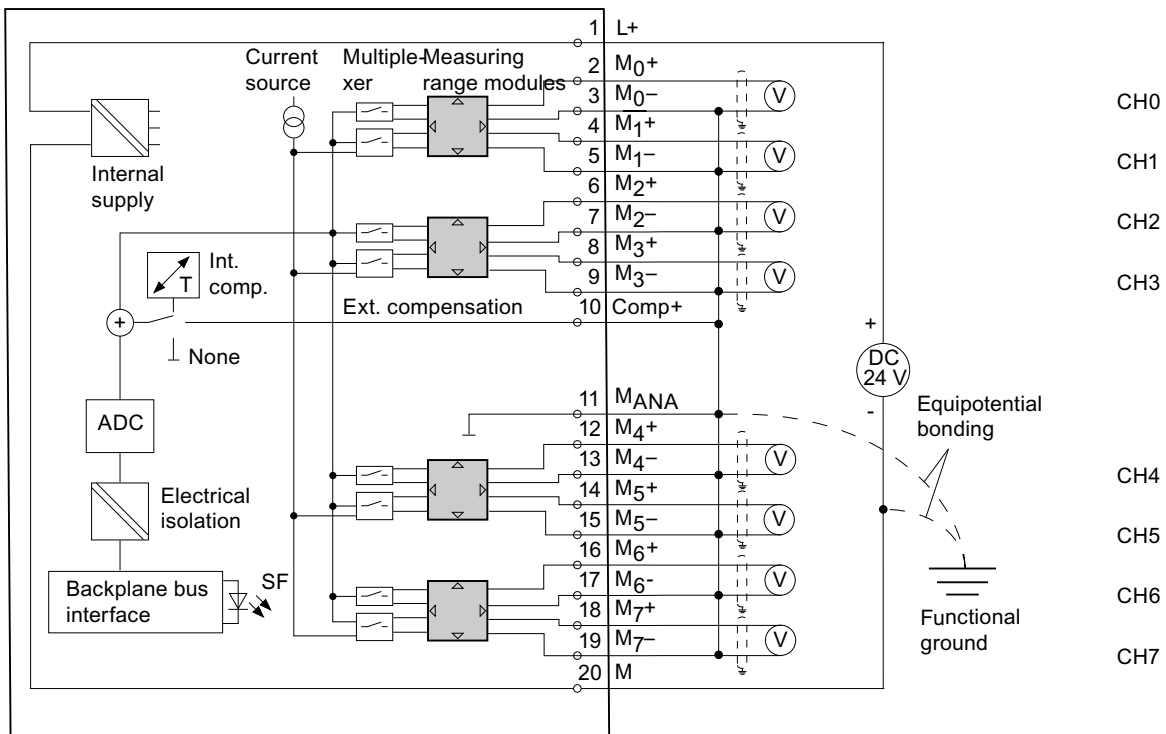 1 L+
Current source
Multiple-xer
Measuring range modules
2 M0+
3 M0–
CH0
4 M1+
5 M1–
CH1
Internal supply
6 M2+
7 M2–
CH2
8 M3+
9 M3–
CH3
T
Int. comp.
10 Comp+
Ext. compensation
+
None
V
V
V
V
+
DC 24 V
-
ADC
11 MANA
Equipotential bonding
12 M4+
13 M4–
CH4
14 M5+
15 M5–
CH5
Electrical isolation
16 M6+
17 M6-
CH6
18 M7+
19 M7–
CH7
V
V
V
V
Backplane bus interface
SF
Functional ground
20 M